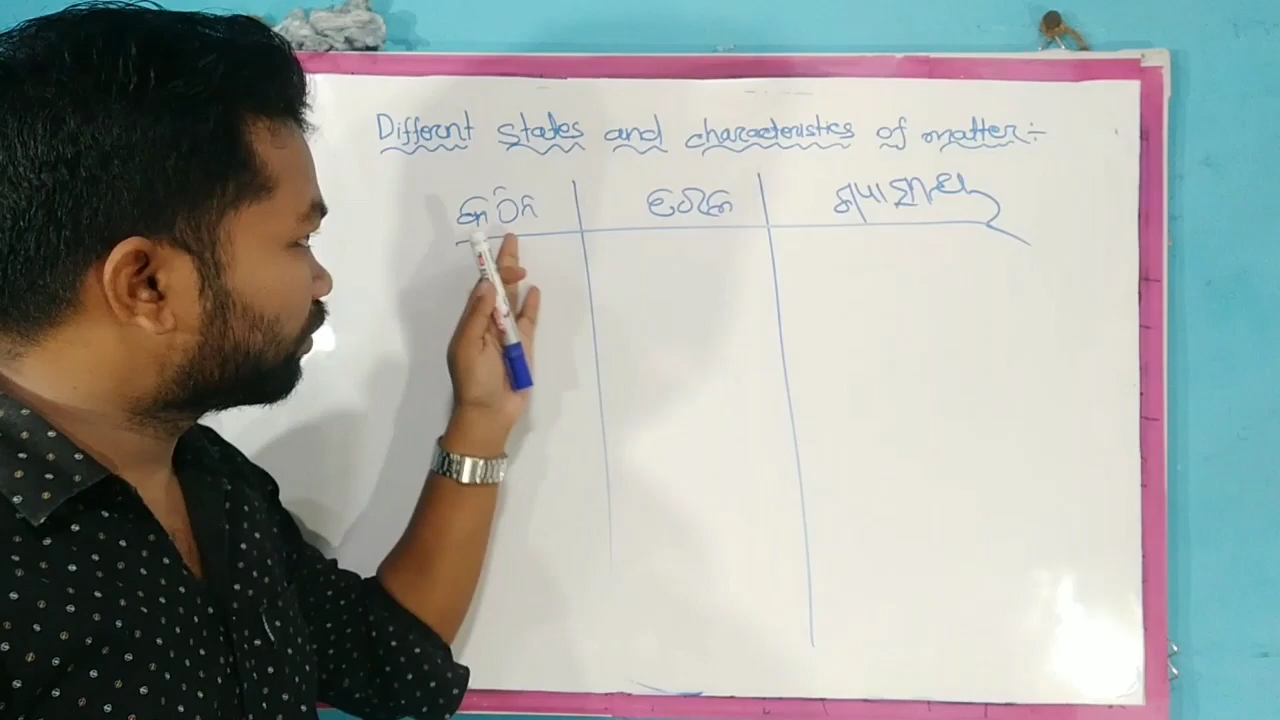 Different states and characteristics of matter:-
କଠିନ ତରଳ